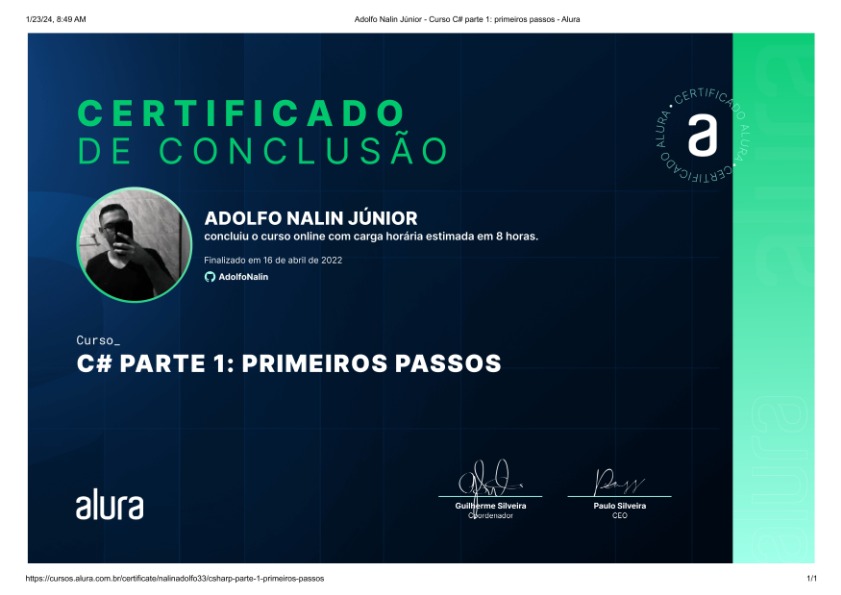 1/23/24, 8:49 AM
Adolfo Nalin Júnior - Curso C# parte 1: primeiros passos - Alura
CERTIFICADO
DE CONCLUSÃO
CERTIFICADO ALURA • CERTIFICADO ALURA •
a
ADOLFO NALIN JÚNIOR
concluiu o curso online com carga horária estimada em 8 horas.
Finalizado em 16 de abril de 2022
AdolfoNalin
Curso_
C# PARTE 1: PRIMEIROS PASSOS
alura
Guilherme Silveira
Coordenador
Paulo Silveira
CEO
alura
alura
alura
https://cursos.alura.com.br/certificate/nalinadolfo33/csharp-parte-1-primeiros-passos
1/1